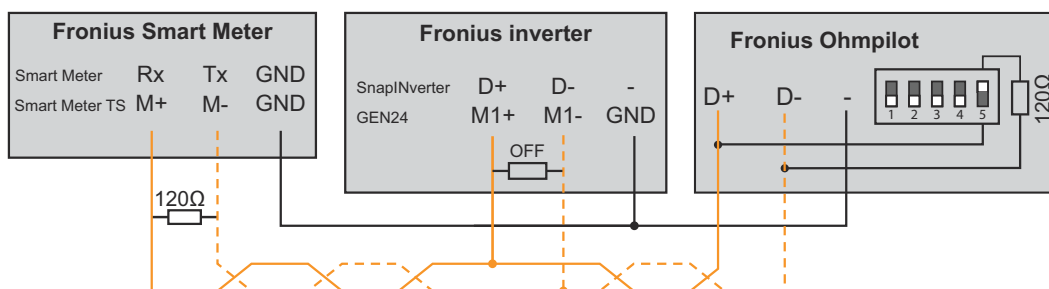 Fronius Smart Meter
Smart Meter Rx Tx GND
Smart Meter TS M+ M- GND
120Ω
Fronius inverter
SnapINverter D+ D- -
GEN24 M1+ M1- GND
OFF
Fronius Ohmpilot
D+ D- -
1 2 3 4 5
120Ω